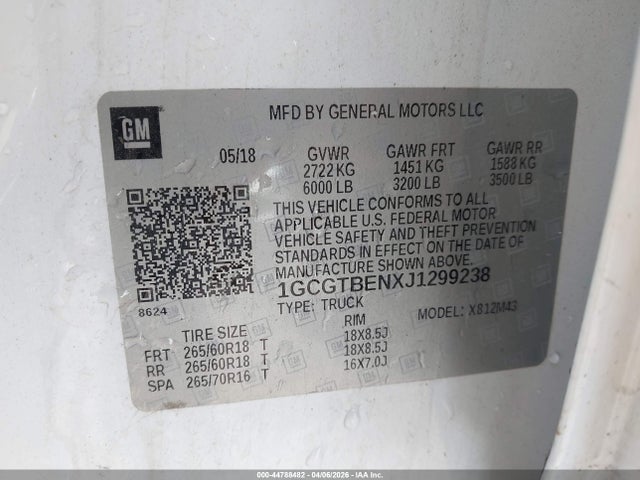 GM
MFD BY GENERAL MOTORS LLC
05/18 GVWR GAWR FRT GAWR RR
2722 KG 1451 KG 1588 KG
6000 LB 3200 LB 3500 LB
THIS VEHICLE CONFORMS TO ALL
APPLICABLE U.S. FEDERAL MOTOR
VEHICLE SAFETY AND THEFT PREVENTION
STANDARDS IN EFFECT ON THE DATE
OF MANUFACTURE SHOWN ABOVE.
1GCGTBENXJ1299238
8624 TYPE: TRUCK MODEL: X812M43
TIRE SIZE RIM
FRT 265/60R18 T 18X8.5J
RR 265/60R18 T 18X8.5J
SPA 265/70R16 T 16X7.0J
000-44788482 - 04/06/2026 - IAA Inc.